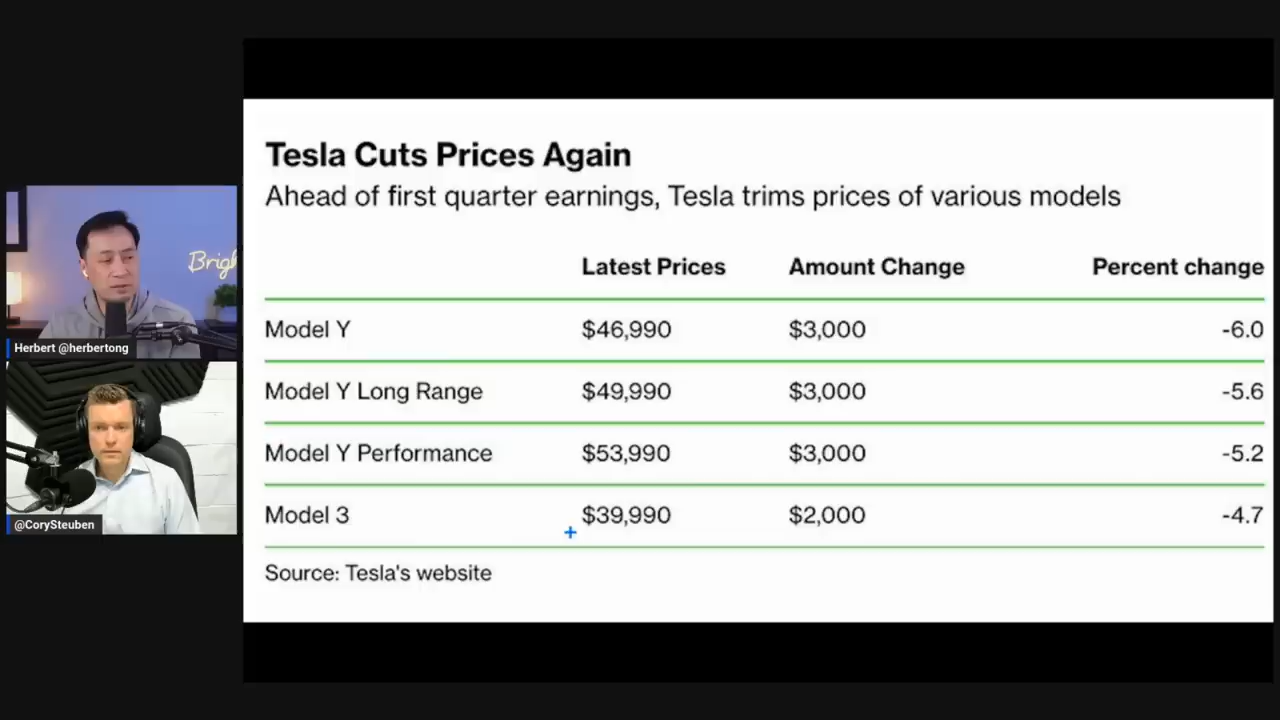 Tesla Cuts Prices Again
Ahead of first quarter earnings, Tesla trims prices of various models
Latest Prices Amount Change Percent change
Model Y $46,990 $3,000 -6.0
Model Y Long Range $49,990 $3,000 -5.6
Model Y Performance $53,990 $3,000 -5.2
Model 3 $39,990 $2,000 -4.7
Source: Tesla's website
Brigh
Herbert @herbertong
@CorySteuben